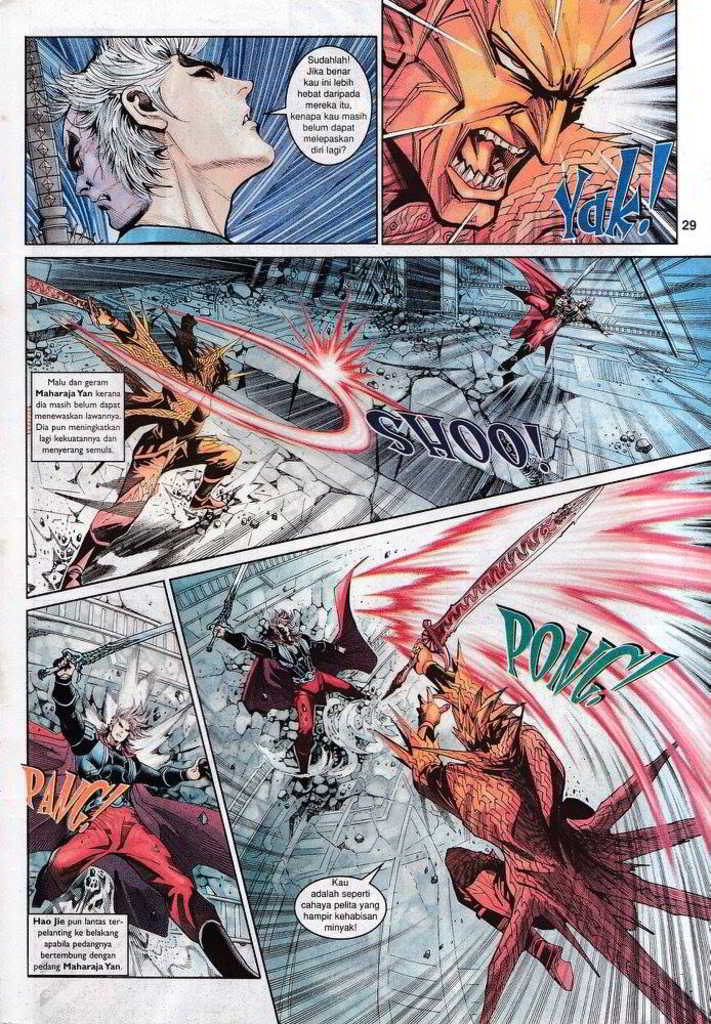 Sudahlah!
Jika benar
kau ini lebih
hebat daripada
mereka itu,
kenapa kau masih
belum dapat
melepaskan
diri lagi?
Yak!
29
Malu dan geram
Maharaja Yan kerana
dia masih belum dapat
menewaskan lawannya.
Dia pun meningkatkan
lagi kekuatannya dan
menyerang semula.
SHOO!
PONG!
PANG!
Hao Jie pun lantas ter-
pelanting ke belakang
apabila pedangnya
bertembung dengan
pedang Maharaja Yan.
Kau
adalah seperti
cahaya pelita yang
hampir kehabisan
minyak!